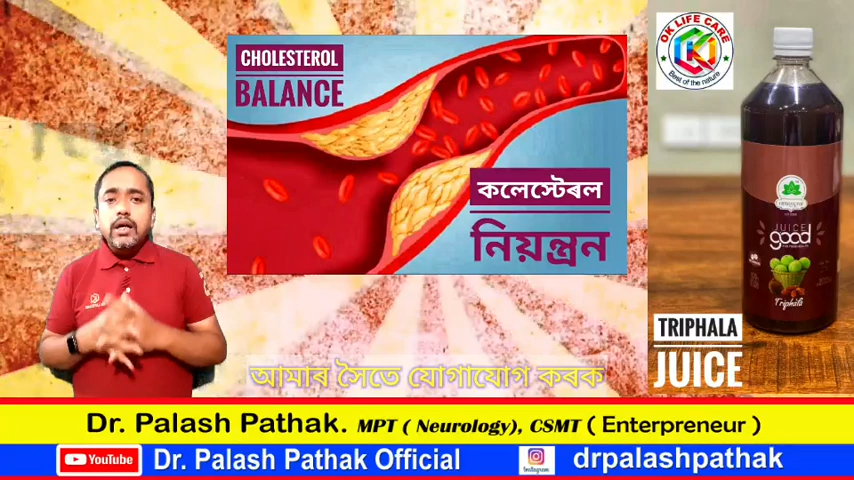 CHOLESTEROL
BALANCE
কলেস্টেৰল
নিয়ন্ত্ৰন
OK LIFE CARE
Best of the nature
JUICE
good
Triphala
TRIPHALA
JUICE
আমাৰ সৈতে যোগাযোগ কৰক
Dr. Palash Pathak. MPT ( Neurology), CSMT ( Enterpreneur )
YouTube Dr. Palash Pathak Official
Instagram drpalashpathak